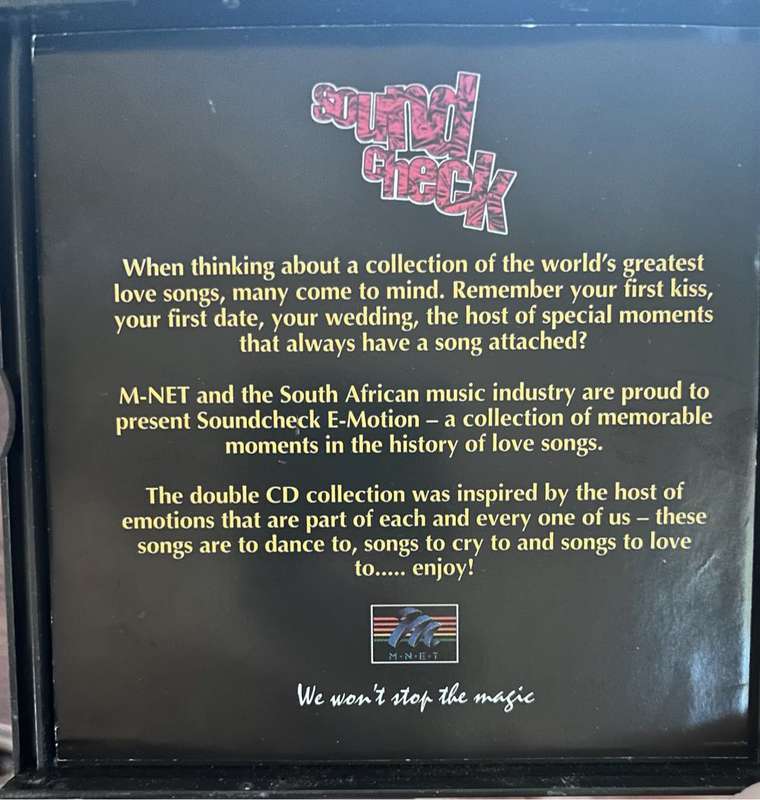 sound
check
When thinking about a collection of the world's greatest
love songs, many come to mind. Remember your first kiss,
your first date, your wedding, the host of special moments
that always have a song attached?
M-NET and the South African music industry are proud to
present Soundcheck E-Motion – a collection of memorable
moments in the history of love songs.
The double CD collection was inspired by the host of
emotions that are part of each and every one of us – these
songs are to dance to, songs to cry to and songs to love
to..... enjoy!
M·N·E·T
We won't stop the magic